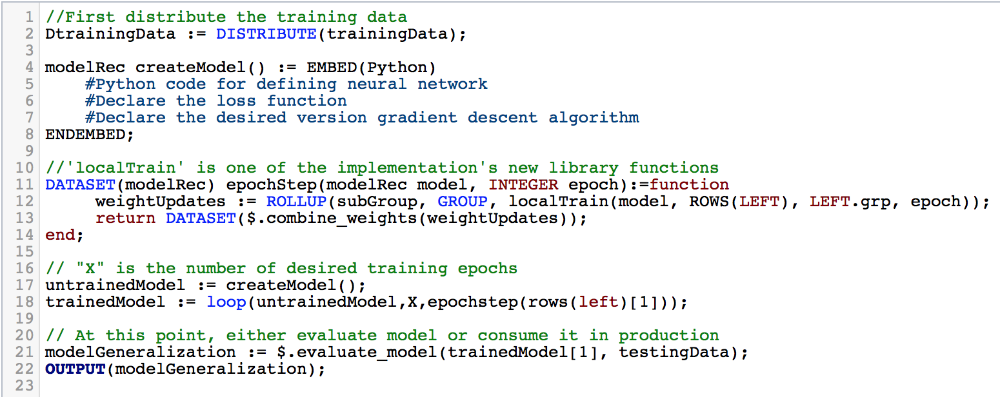 1 //First distribute the training data
2 DtrainingData := DISTRIBUTE(trainingData);
3
4 modelRec createModel() := EMBED(Python)
5     #Python code for defining neural network
6     #Declare the loss function
7     #Declare the desired version gradient descent algorithm
8 ENDEMBED;
9
10 //'localTrain' is one of the implementation's new library functions
11 DATASET(modelRec) epochStep(modelRec model, INTEGER epoch):=function
12      weightUpdates := ROLLUP(subGroup, GROUP, localTrain(model, ROWS(LEFT), LEFT.grp, epoch));
13      return DATASET($.combine_weights(weightUpdates));
14 end;
15
16 // "X" is the number of desired training epochs
17 untrainedModel := createModel();
18 trainedModel := loop(untrainedModel,X,epochstep(rows(left)[1]));
19
20 // At this point, either evaluate model or consume it in production
21 modelGeneralization := $.evaluate_model(trainedModel[1], testingData);
22 OUTPUT(modelGeneralization);
23